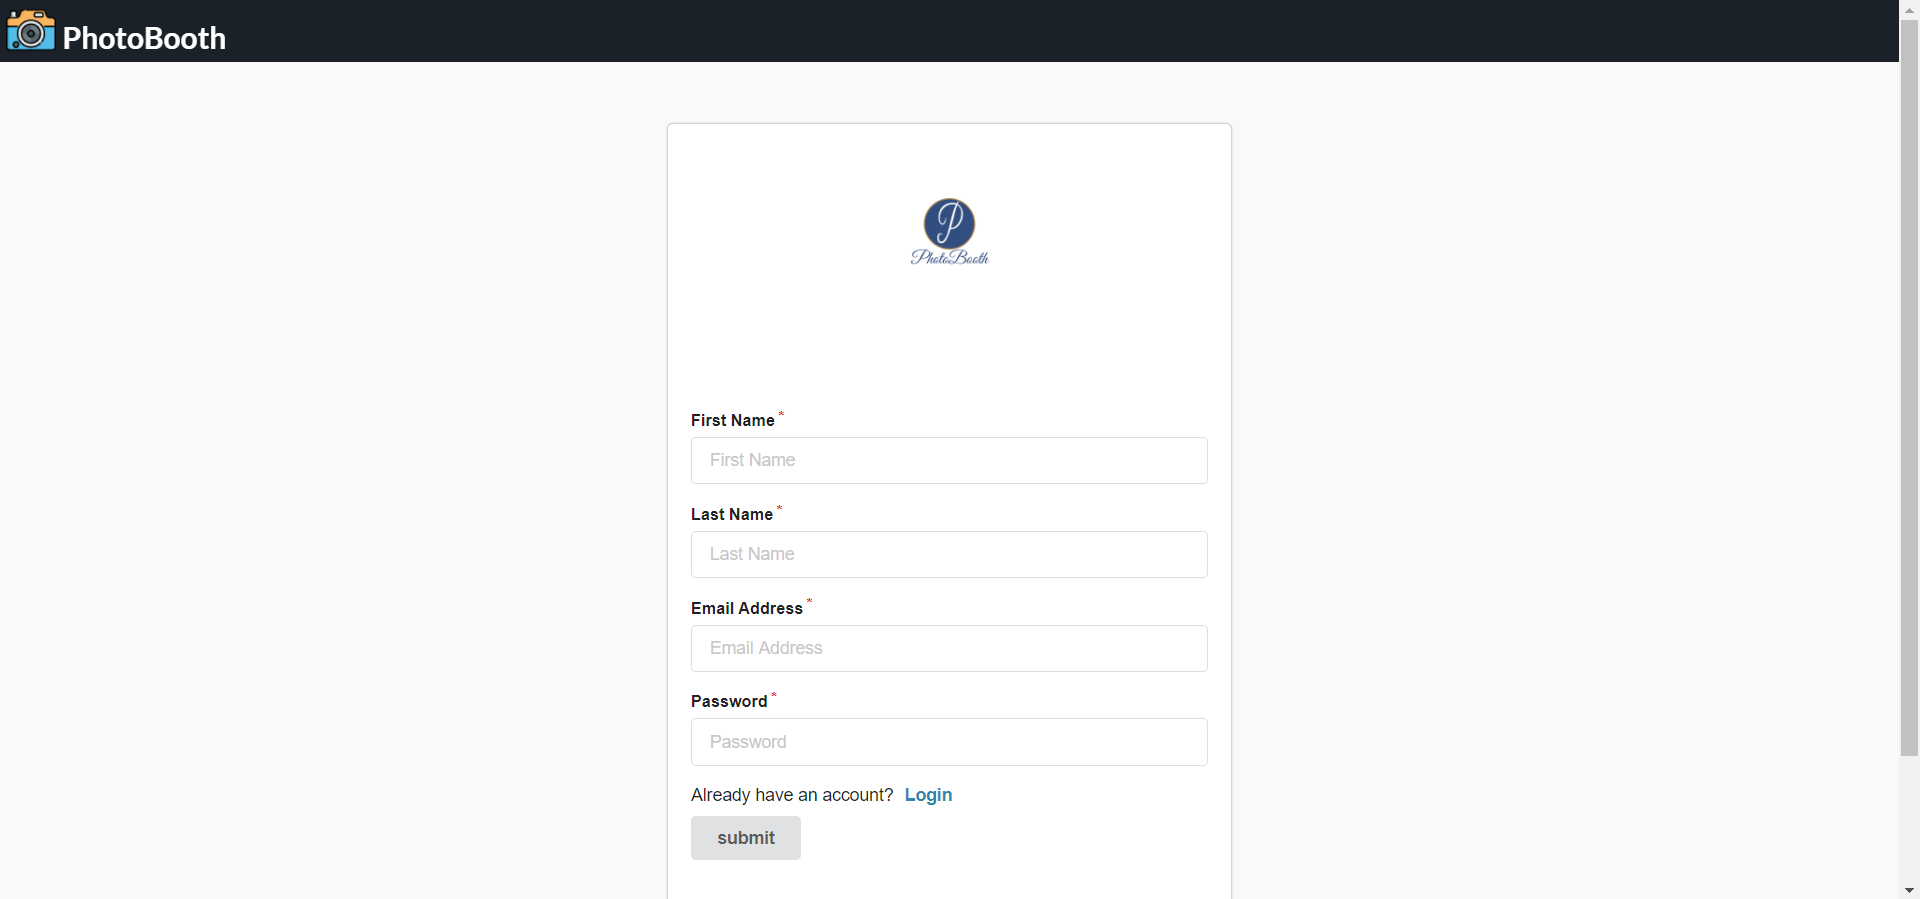 PhotoBooth
P
PhotoBooth
First Name *
First Name
Last Name *
Last Name
Email Address *
Email Address
Password *
Password
Already have an account? Login
submit